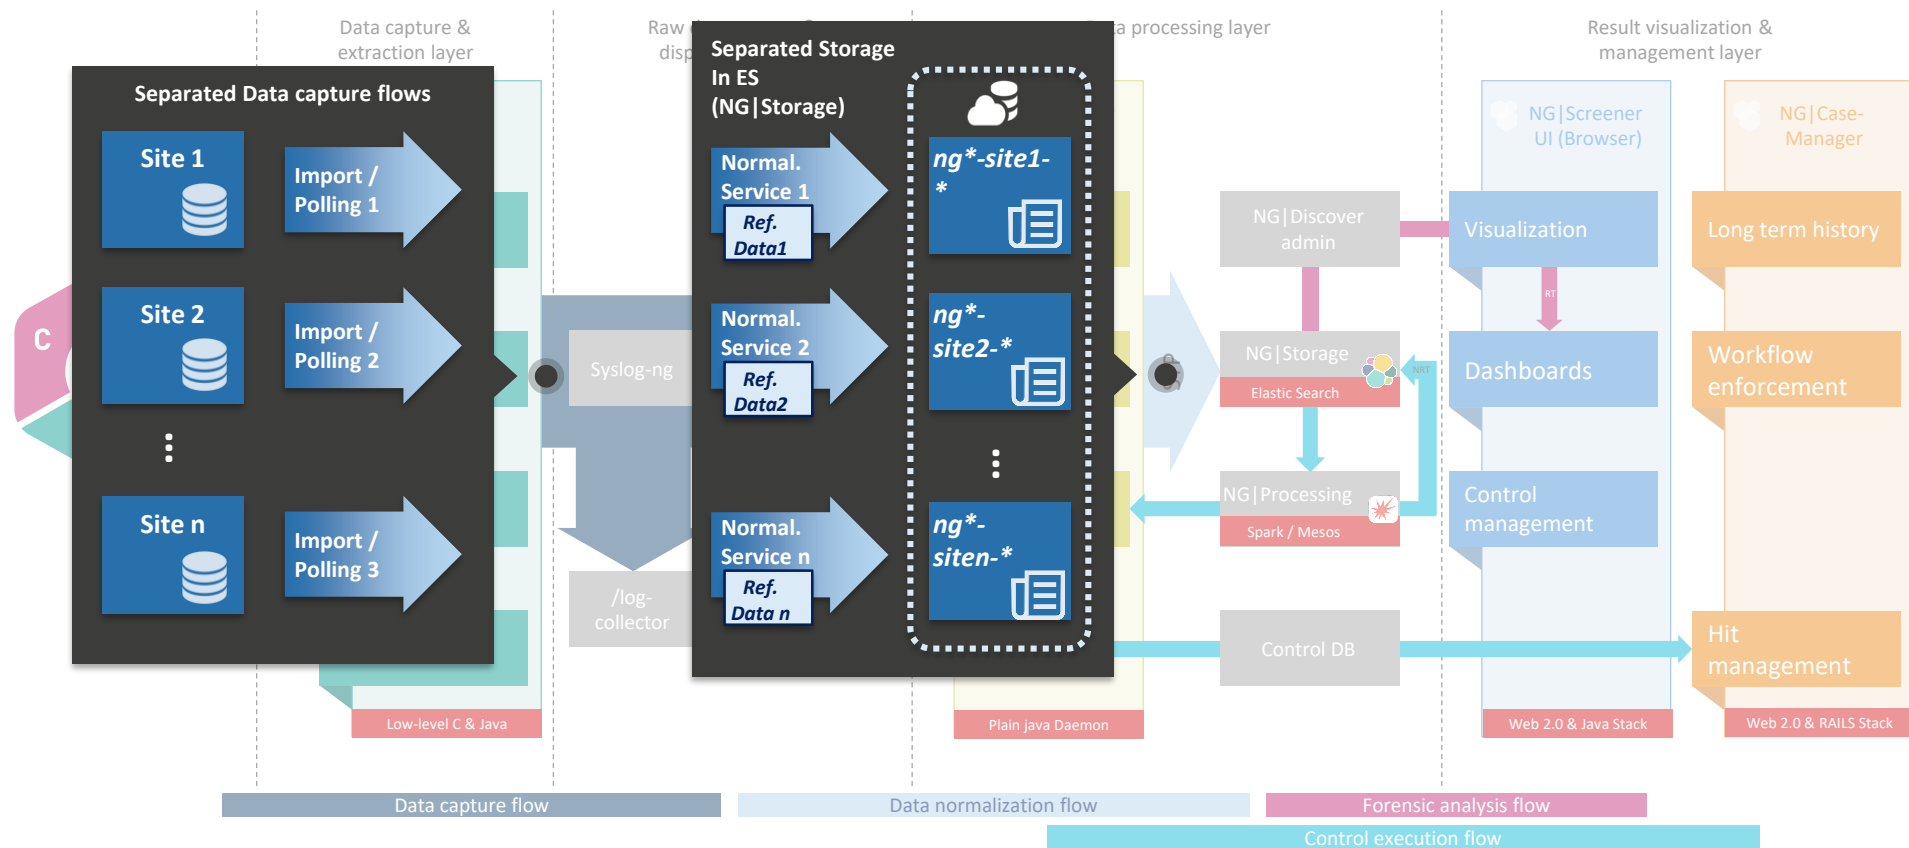 Data capture &
extraction layer
Raw
disp
processing layer
Result visualization &
management layer
Separated Data capture flows
Site 1
Import /
Polling 1
Site 2
Import /
Polling 2
Site n
Import /
Polling 3
C
Low-level C & Java
Syslog-ng
/log-
collector
Separated Storage
In ES
(NG|Storage)
Normal.
Service 1
Ref.
Data1
ng*-site1-
*
Normal.
Service 2
Ref.
Data2
ng*-
site2-*
Normal.
Service n
Ref.
Data n
ng*-
siten-*
Plain java Daemon
NG|Discover
admin
NG|Storage
Elastic Search
NG|Processing
Spark / Mesos
Control DB
NRT
NG|Screener
UI (Browser)
Visualization
RT
Dashboards
Control
management
Web 2.0 & Java Stack
NG|Case-
Manager
Long term history
Workflow
enforcement
Hit
management
Web 2.0 & RAILS Stack
Data capture flow
Data normalization flow
Forensic analysis flow
Control execution flow